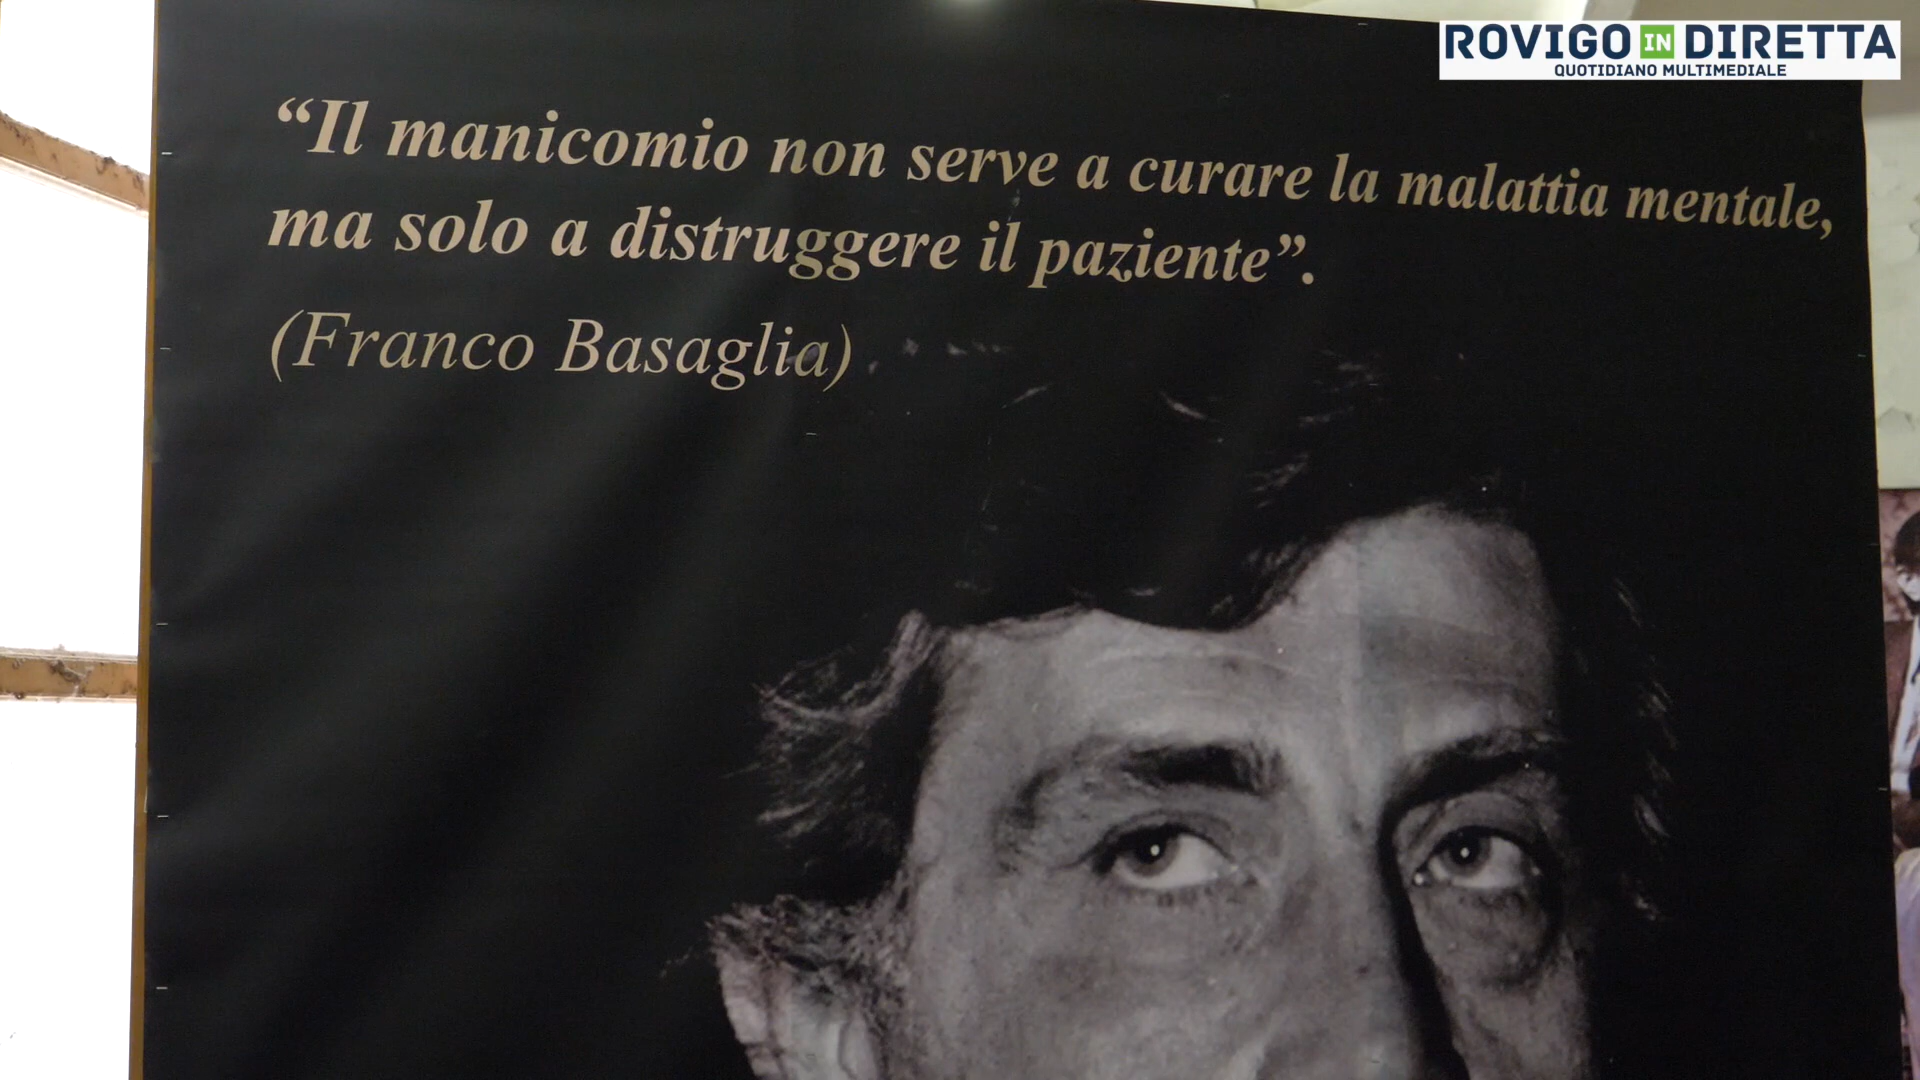 ROVIGO IN DIRETTA
QUOTIDIANO MULTIMEDIALE
“Il manicomio non serve a curare la malattia mentale,
ma solo a distruggere il paziente”.
(Franco Basaglia)